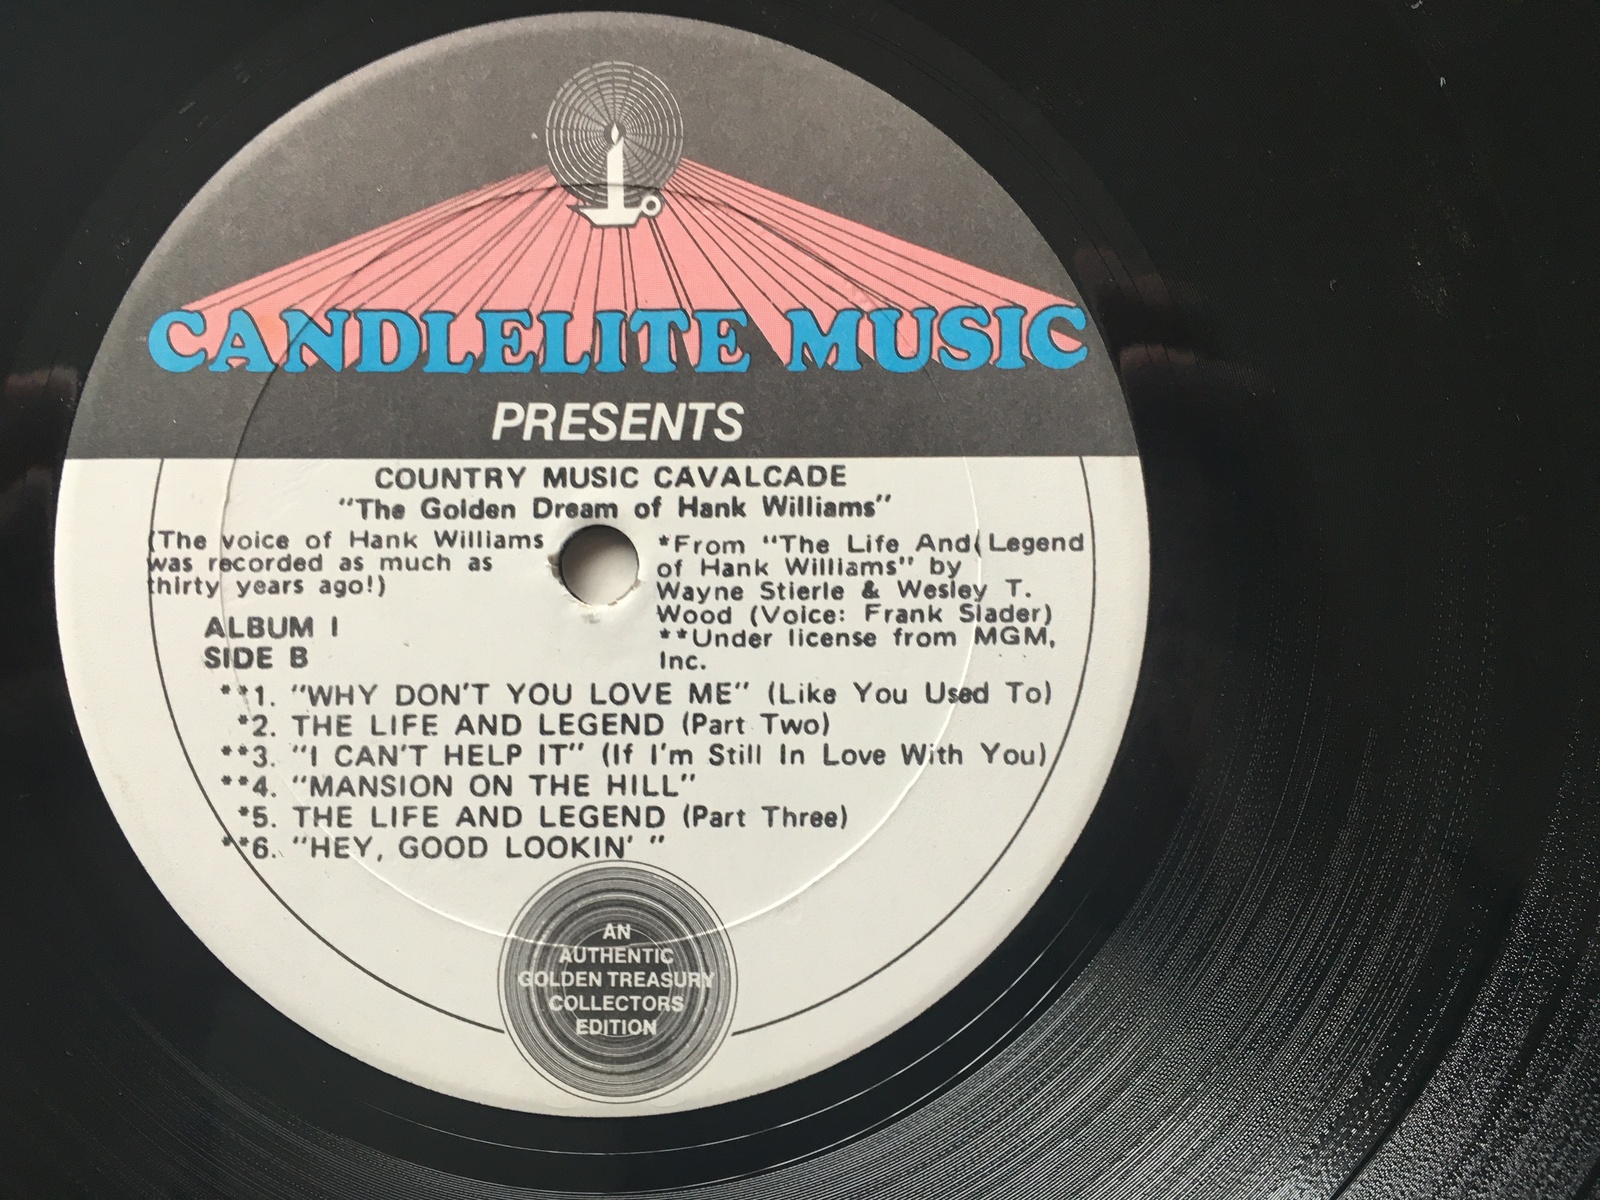 CANDLELITE MUSIC
PRESENTS
COUNTRY MUSIC CAVALCADE
"The Golden Dream of Hank Williams"
(The voice of Hank Williams
was recorded as much as
thirty years ago!)
*From "The Life And Legend
of Hank Williams" by
Wayne Stierle & Wesley T.
Wood (Voice: Frank Slader)
**Under license from MGM,
Inc.
ALBUM I
SIDE B
**1. "WHY DON'T YOU LOVE ME" (Like You Used To)
*2. THE LIFE AND LEGEND (Part Two)
**3. "I CAN'T HELP IT" (If I'm Still In Love With You)
**4. "MANSION ON THE HILL"
*5. THE LIFE AND LEGEND (Part Three)
**6. "HEY, GOOD LOOKIN' "
AN
AUTHENTIC
GOLDEN TREASURY
COLLECTORS
EDITION